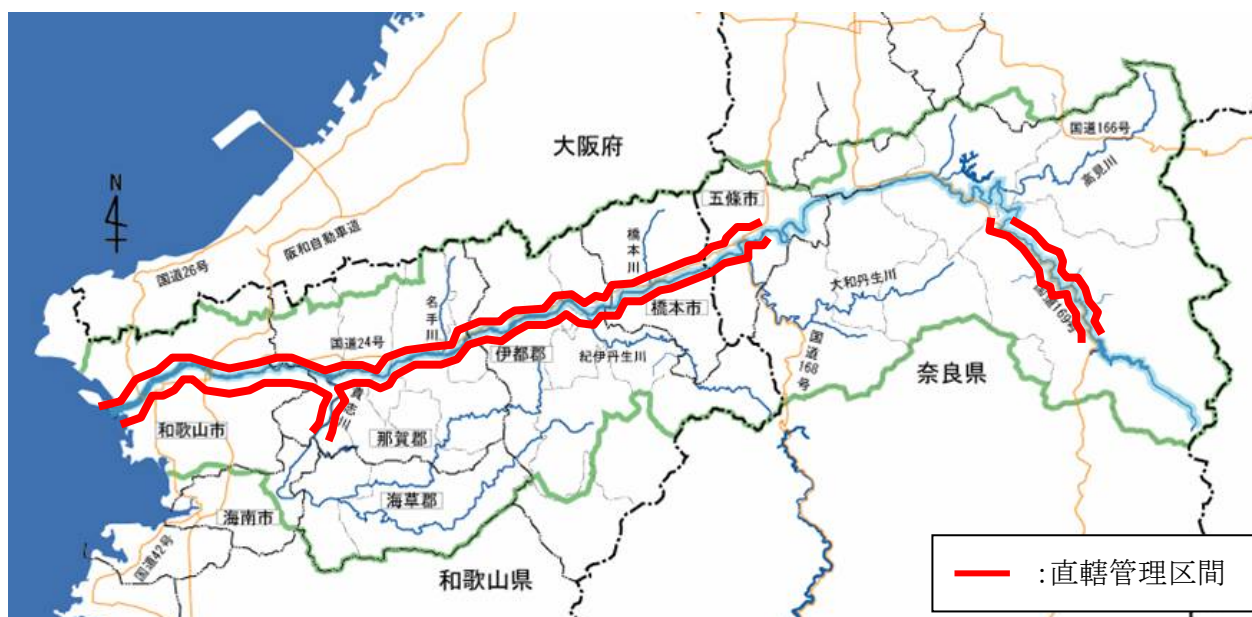 国道166号
大阪府
高見川
N
五條市
阪和自動車道
橋本川
国道26号
大和丹生川
名手川
橋本市
国道169号
国道24号
伊都郡
紀伊丹生川
国道168号
奈良県
貴志川
和歌山市
那賀郡
海草郡
海南市
国道42号
和歌山県
:直轄管理区間